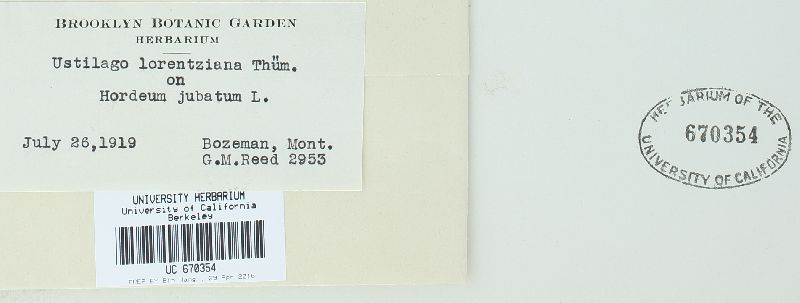 BROOKLYN BOTANIC GARDEN
HERBARIUM
Ustilago lorentziana Thüm.
on
Hordeum jubatum L.
July 26,1919 Bozeman, Mont.
G.M.Reed 2953
UNIVERSITY HERBARIUM
University of California
Berkeley
UC 670354
2016
HERBARIUM OF THE
670354
UNIVERSITY OF CALIFORNIA